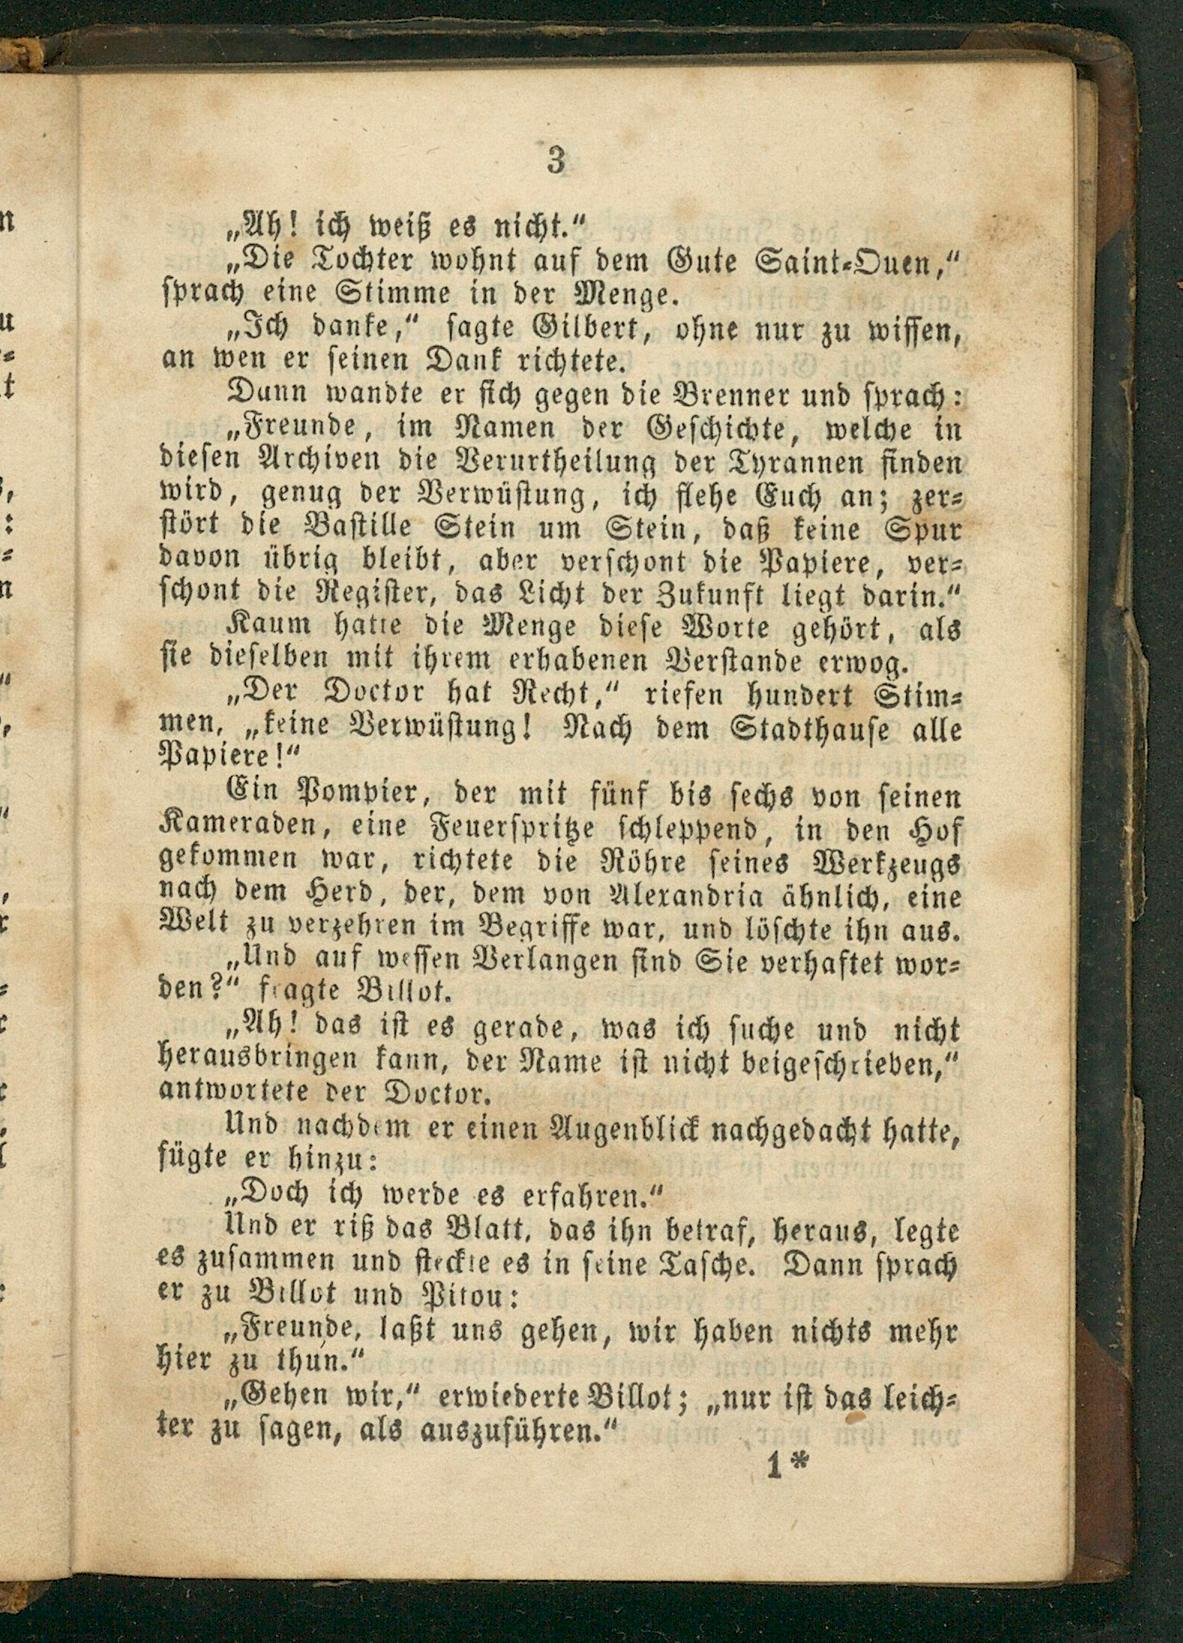 3
„Ah! ich weiß es nicht.“
„Die Tochter wohnt auf dem Gute Saint-Ouen,“
sprach eine Stimme in der Menge.
„Ich danke,“ sagte Gilbert, ohne nur zu wissen,
an wen er seinen Dank richtete.
Dann wandte er sich gegen die Brenner und sprach:
„Freunde, im Namen der Geschichte, welche in
diesen Archiven die Verurtheilung der Tyrannen finden
wird, genug der Verwüstung, ich flehe Euch an; zer-
stört die Bastille Stein um Stein, daß keine Spur
davon übrig bleibt, aber verschont die Papiere, ver-
schont die Register, das Licht der Zukunft liegt darin.“
Kaum hatte die Menge diese Worte gehört, als
sie dieselben mit ihrem erhabenen Verstande erwog.
„Der Doctor hat Recht,“ riefen hundert Stim-
men, „keine Verwüstung! Nach dem Stadthause alle
Papiere!“
Ein Pompier, der mit fünf bis sechs von seinen
Kameraden, eine Feuerspritze schleppend, in den Hof
gekommen war, richtete die Röhre seines Werkzeugs
nach dem Herd, der, dem von Alexandria ähnlich, eine
Welt zu verzehren im Begriffe war, und löschte ihn aus.
„Und auf wessen Verlangen sind Sie verhaftet wor-
den?“ fragte Billot.
„Ah! das ist es gerade, was ich suche und nicht
herausbringen kann, der Name ist nicht beigeschrieben,“
antwortete der Doctor.
Und nachdem er einen Augenblick nachgedacht hatte,
fügte er hinzu:
„Doch ich werde es erfahren.“
Und er riß das Blatt, das ihn betraf, heraus, legte
es zusammen und steckte es in seine Tasche. Dann sprach
er zu Billot und Pitou:
„Freunde, laßt uns gehen, wir haben nichts mehr
hier zu thun.“
„Gehen wir,“ erwiederte Billot; „nur ist das leich-
ter zu sagen, als auszuführen.“
1*